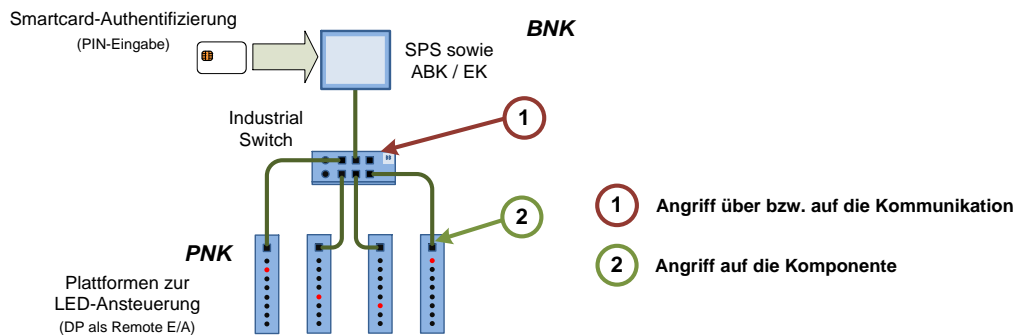 Smartcard-Authentifizierung
(PIN-Eingabe)
BNK
SPS sowie
ABK / EK
Industrial
Switch
1
2
PNK
Plattformen zur
LED-Ansteuerung
(DP als Remote E/A)
1 Angriff über bzw. auf die Kommunikation
2 Angriff auf die Komponente